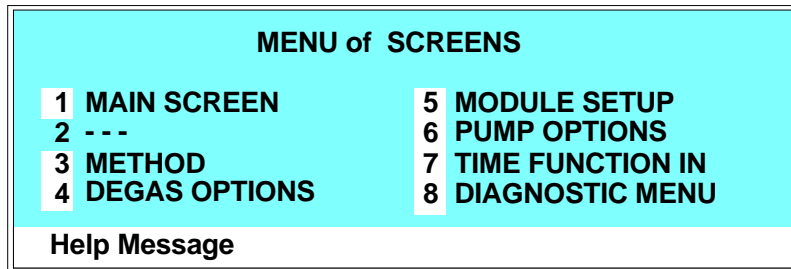 MENU of SCREENS
1 MAIN SCREEN
2 - - -
3 METHOD
4 DEGAS OPTIONS
5 MODULE SETUP
6 PUMP OPTIONS
7 TIME FUNCTION IN
8 DIAGNOSTIC MENU
Help Message